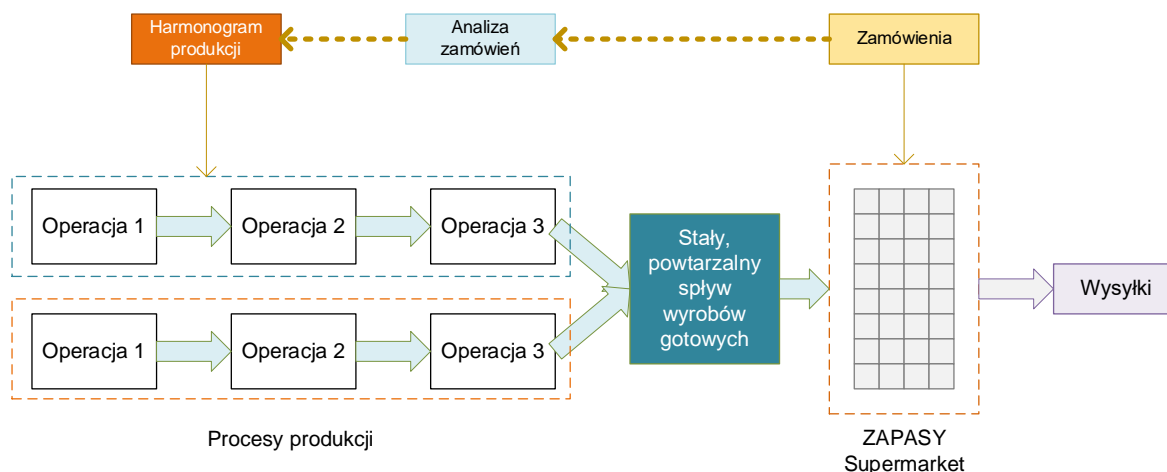 Harmonogram
produkcji
Analiza
zamówień
Zamówienia
Operacja 1
Operacja 2
Operacja 3
Operacja 1
Operacja 2
Operacja 3
Stały,
powtarzalny
spływ
wyrobów
gotowych
Wysyłki
Procesy produkcji
ZAPASY
Supermarket